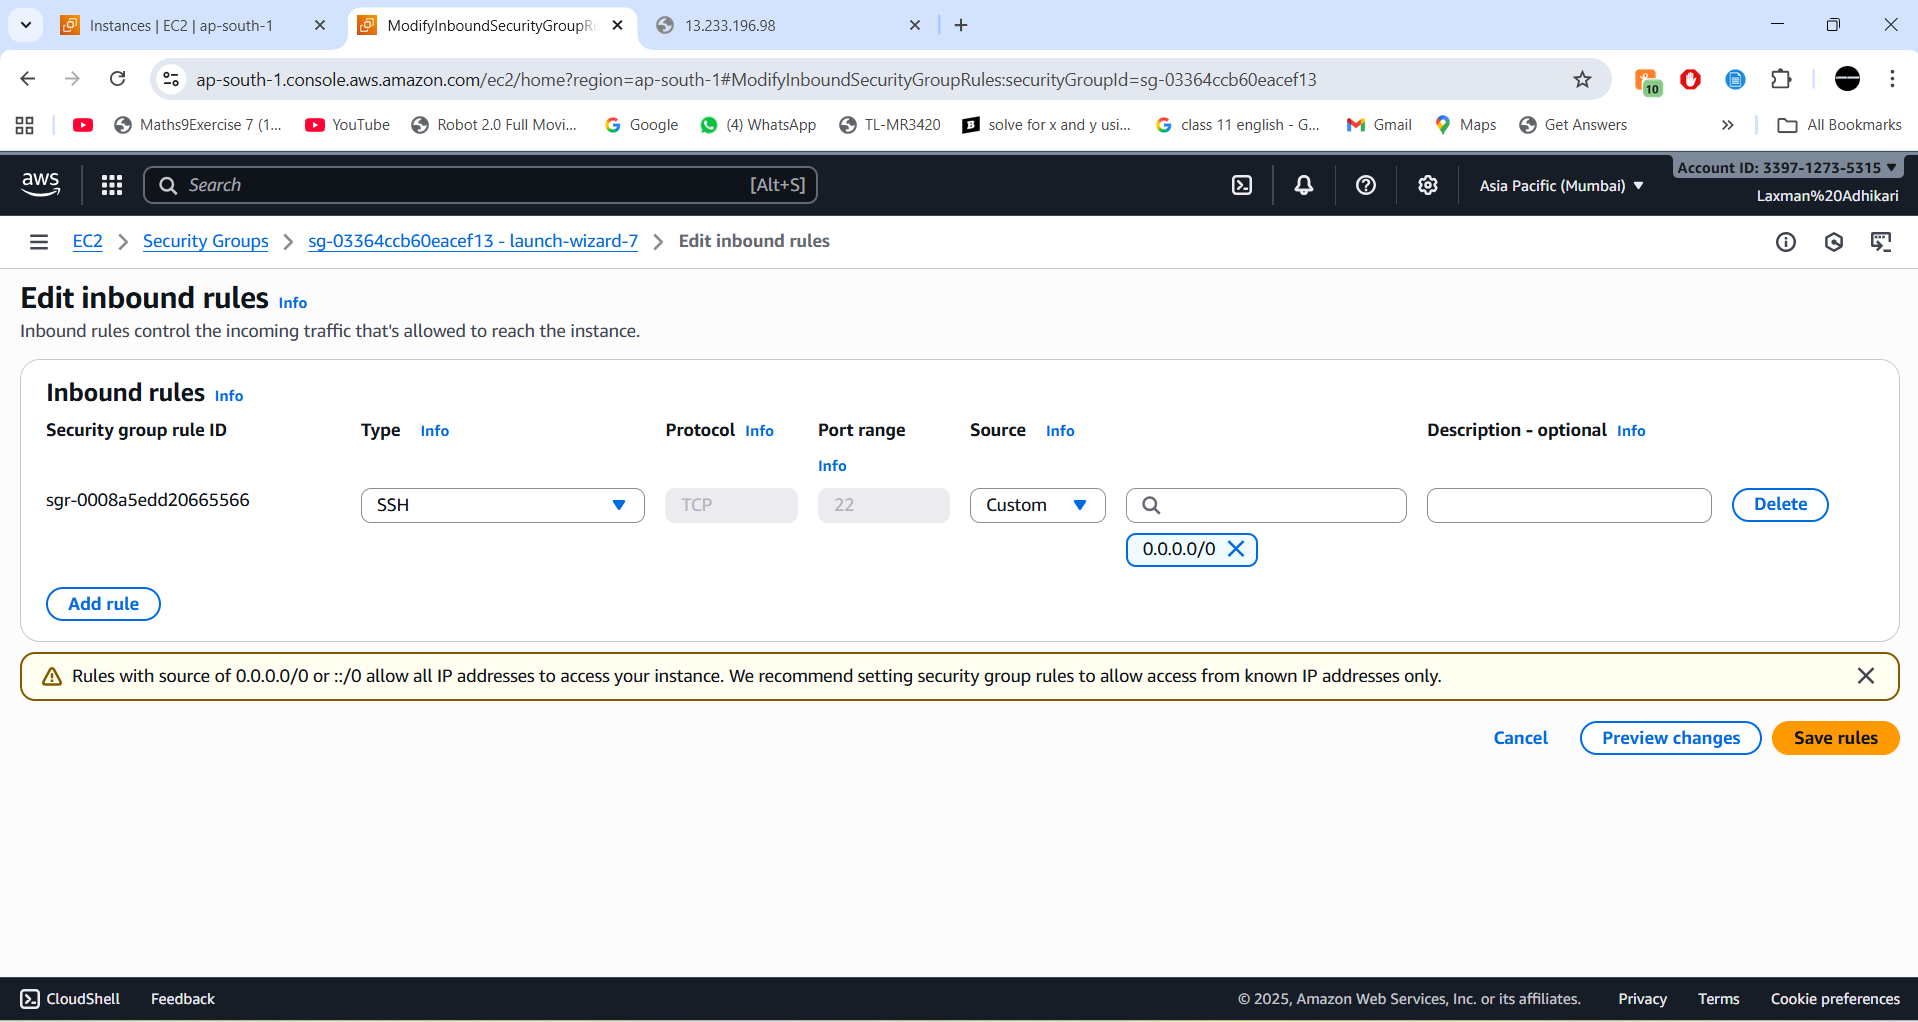 Instances | EC2 | ap-south-1
ModifyInboundSecurityGroupRu
13.233.196.98
ap-south-1.console.aws.amazon.com/ec2/home?region=ap-south-1#ModifyInboundSecurityGroupRules:securityGroupId=sg-03364ccb60eacef13
10
Maths9Exercise 7 (1...
YouTube
Robot 2.0 Full Movi...
Google
(4) WhatsApp
TL-MR3420
solve for x and y usi...
class 11 english - G...
Gmail
Maps
Get Answers
All Bookmarks
aws
Search
[Alt+S]
Asia Pacific (Mumbai)
Account ID: 3397-1273-5315
Laxman%20Adhikari
EC2
Security Groups
sg-03364ccb60eacef13 - launch-wizard-7
Edit inbound rules
Edit inbound rules Info
Inbound rules control the incoming traffic that's allowed to reach the instance.
Inbound rules Info
Security group rule ID
Type Info
Protocol Info
Port range
Info
Source Info
Description - optional Info
sgr-0008a5edd20665566
SSH
TCP
22
Custom
Delete
0.0.0.0/0
Add rule
Rules with source of 0.0.0.0/0 or ::/0 allow all IP addresses to access your instance. We recommend setting security group rules to allow access from known IP addresses only.
Cancel
Preview changes
Save rules
CloudShell
Feedback
© 2025, Amazon Web Services, Inc. or its affiliates.
Privacy
Terms
Cookie preferences